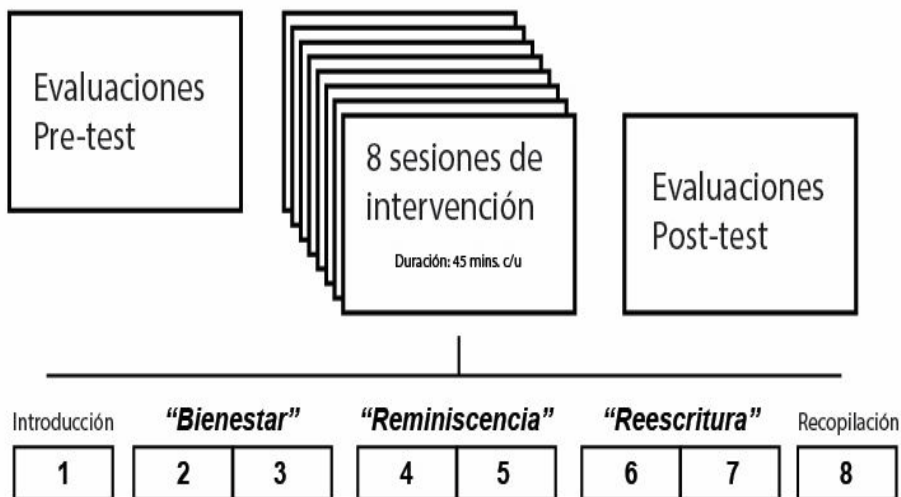 Evaluaciones
Pre-test
8 sesiones de
intervención
Duración: 45 mins. c/u
Evaluaciones
Post-test
Introducción “Bienestar” “Reminiscencia” “Reescritura” Recopilación
1 2 3 4 5 6 7 8